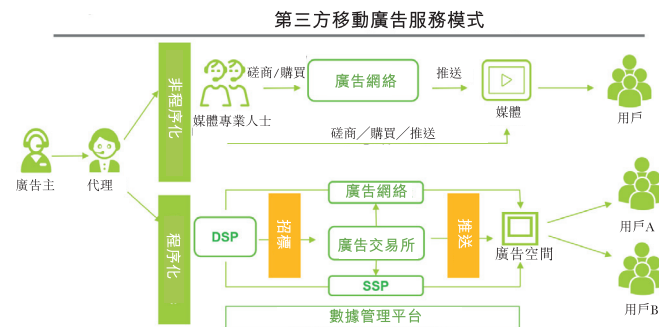 第三方移動廣告服務模式
非程序化
磋商/購買
廣告網絡
推送
媒體專業人士
媒體
用戶
磋商／購買／推送
廣告主
代理
程序化
DSP
招標
廣告網絡
廣告交易所
SSP
推送
廣告空間
用戶A
用戶B
數據管理平台